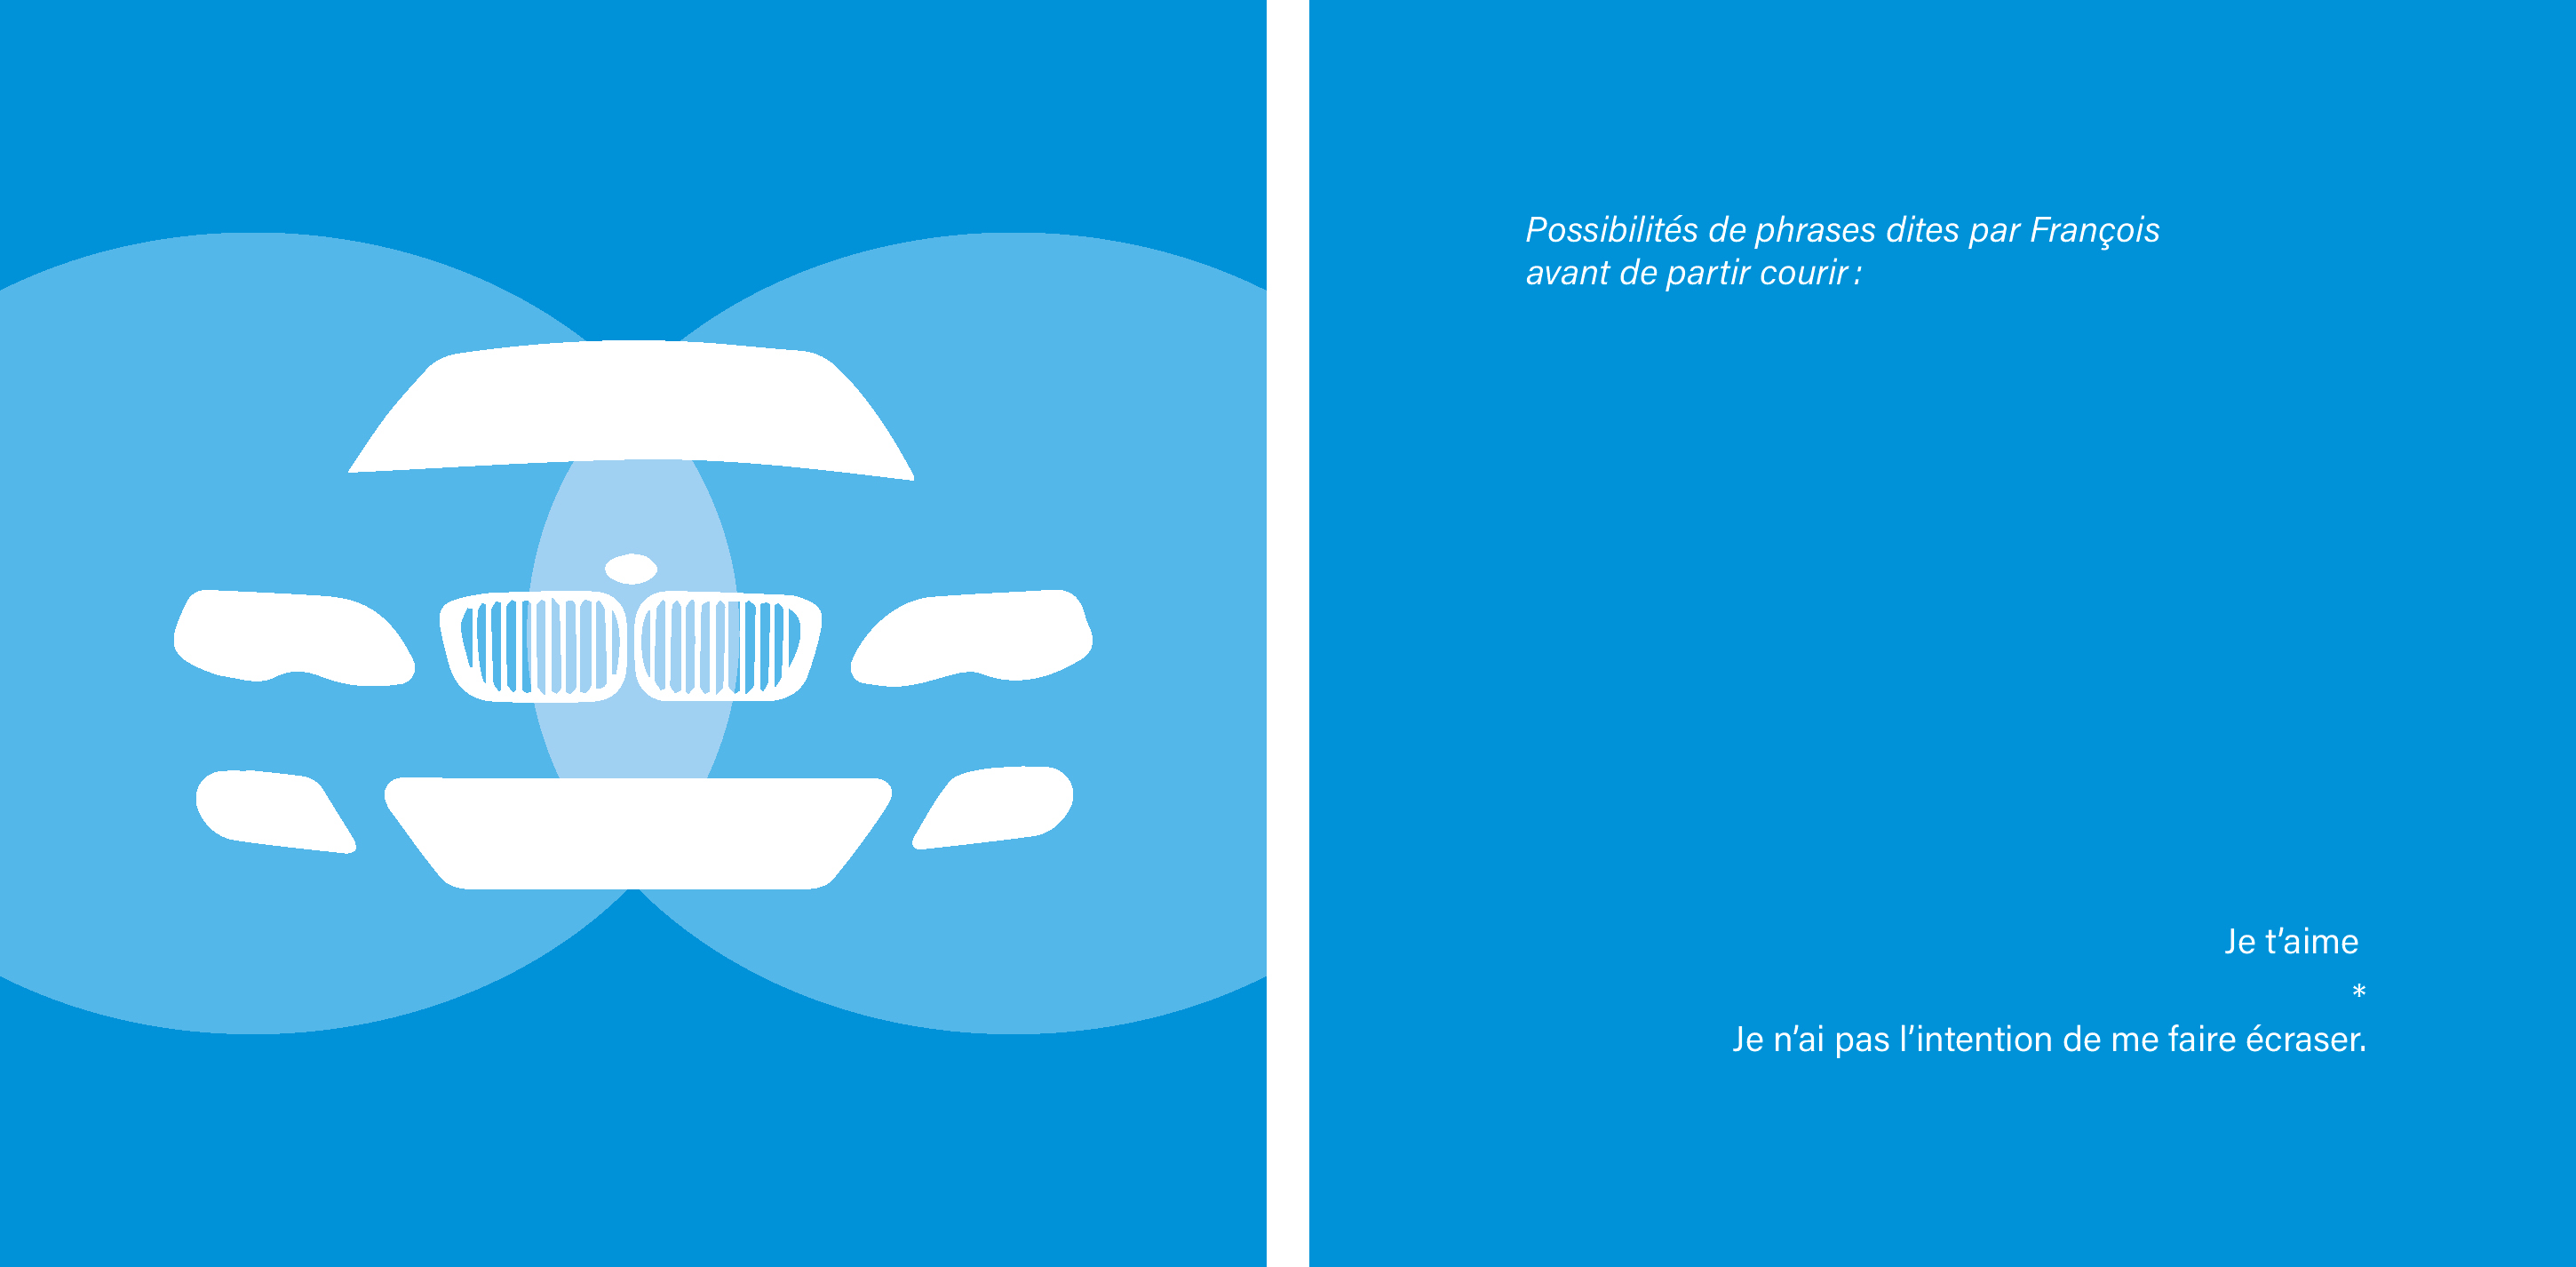 Possibilités de phrases dites par François
avant de partir courir :
Je t’aime
*
Je n’ai pas l’intention de me faire écraser.